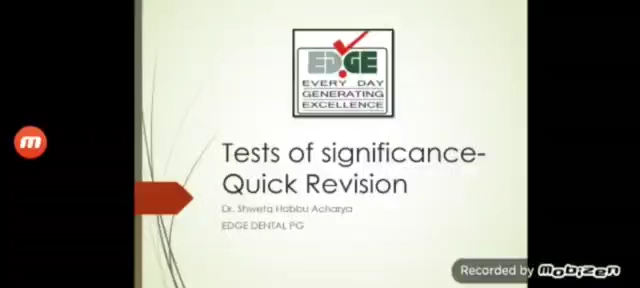 EDGE
EVERY DAY
GENERATING
EXCELLENCE
Tests of significance-
Quick Revision
Dr. Shweta Habbu Acharya
EDGE DENTAL PG
m
Recorded by Mobizen